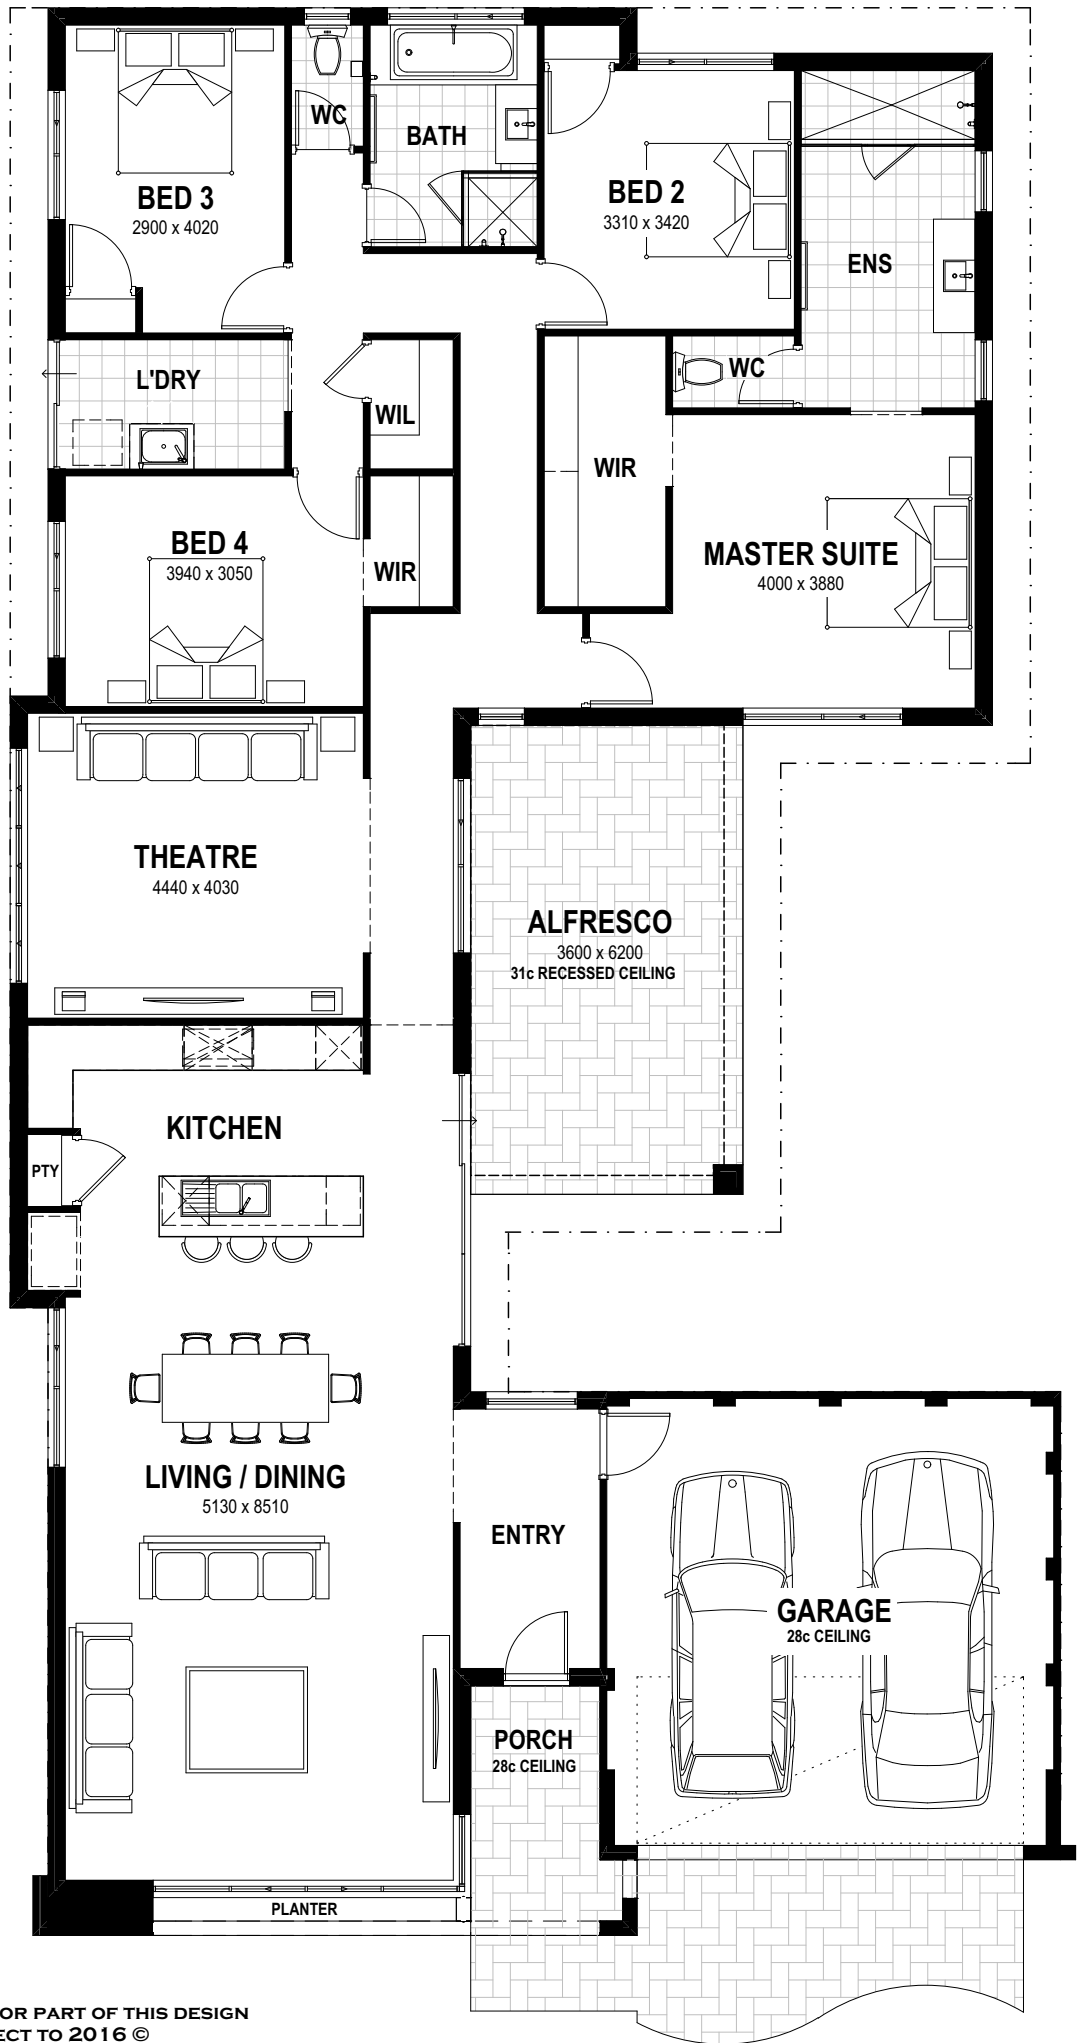 WC
BATH
BED 3
2900 x 4020
BED 2
3310 x 3420
ENS
L'DRY
WC
WIL
WIR
BED 4
3940 x 3050
WIR
MASTER SUITE
4000 x 3880
THEATRE
4440 x 4030
ALFRESCO
3600 x 6200
31c RECESSED CEILING
KITCHEN
PTY
LIVING / DINING
5130 x 8510
ENTRY
GARAGE
28c CEILING
PORCH
28c CEILING
PLANTER
OR PART OF THIS DESIGN
ECT TO 2016 ©